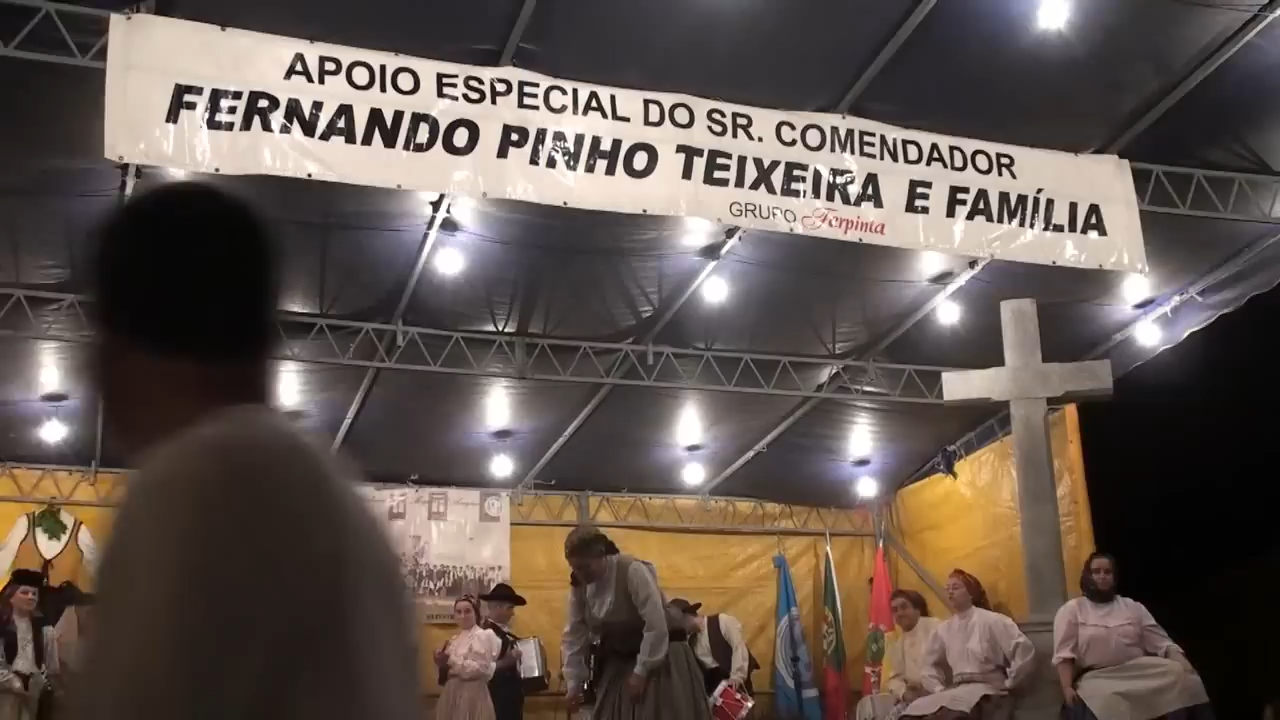 APOIO ESPECIAL DO SR. COMENDADOR
FERNANDO PINHO TEIXEIRA E FAMÍLIA
GRUPO Ferpinta